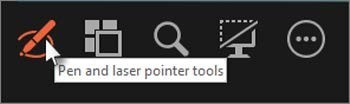 Pen and laser pointer tools